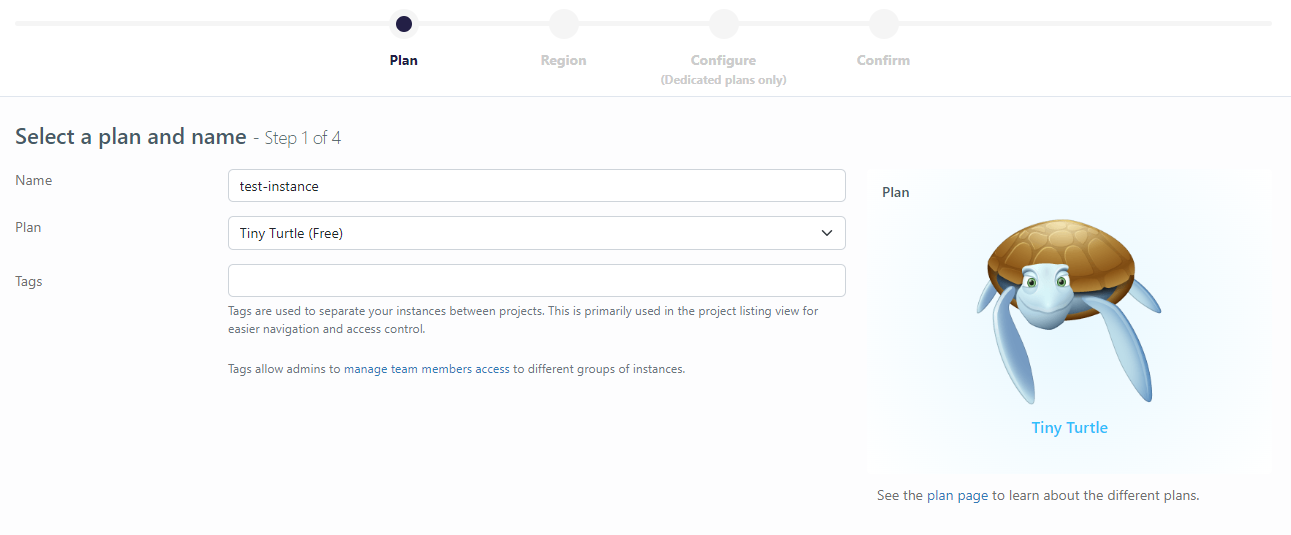 Plan
Region
Configure
Confirm
(Dedicated plans only)
Select a plan and name - Step 1 of 4
Name
test-instance
Plan
Tiny Turtle (Free)
Tags
Tags are used to separate your instances between projects. This is primarily used in the project listing view for
easier navigation and access control.
Tags allow admins to manage team members access to different groups of instances.
Plan
Tiny Turtle
See the plan page to learn about the different plans.